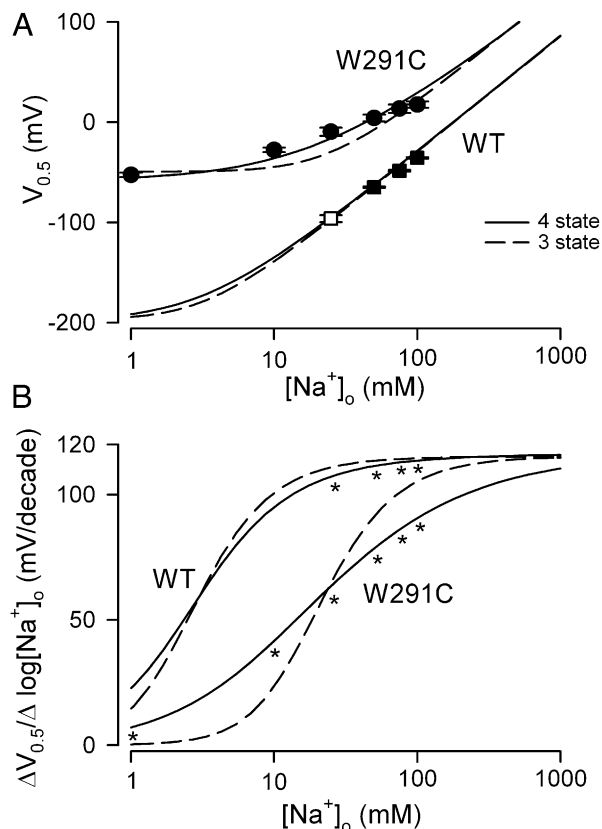 A
100
0
-100
-200
V0.5 (mV)
W291C
WT
4 state
3 state
1
10
100
1000
[Na+]o (mM)
B
120
100
50
0
ΔV0.5/Δ log[Na+]o (mV/decade)
WT
W291C
* * * *
* * * * * *
1
10
100
1000
[Na+]o (mM)